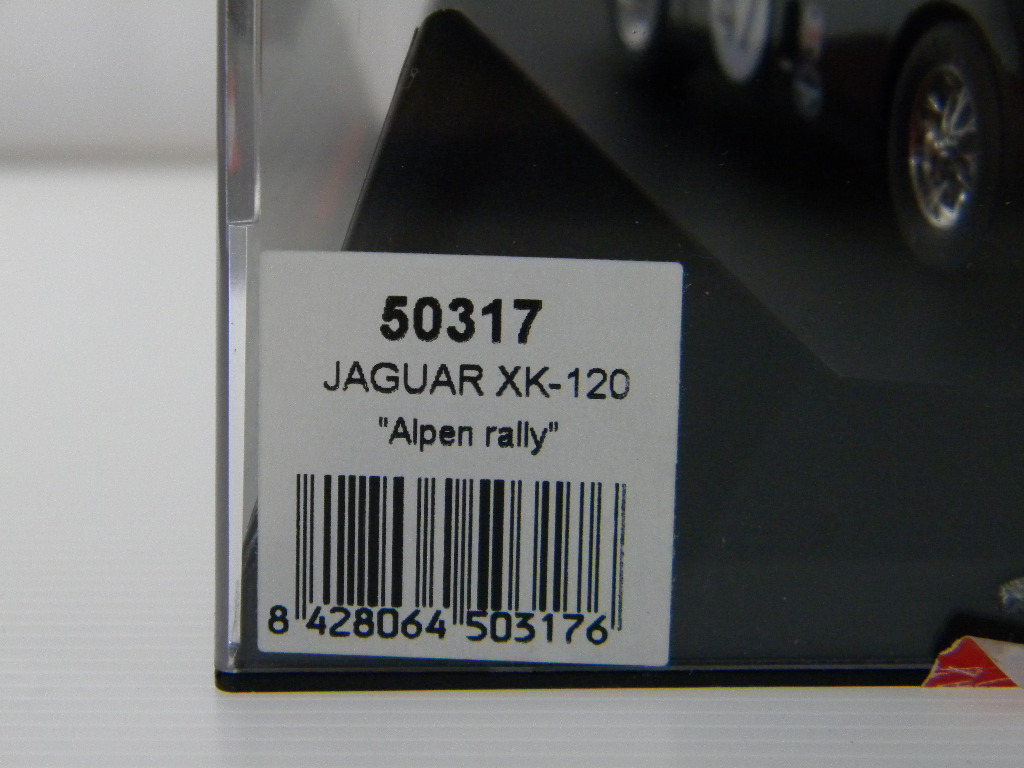 50317
JAGUAR XK-120
"Alpen rally"
8 428064 503176